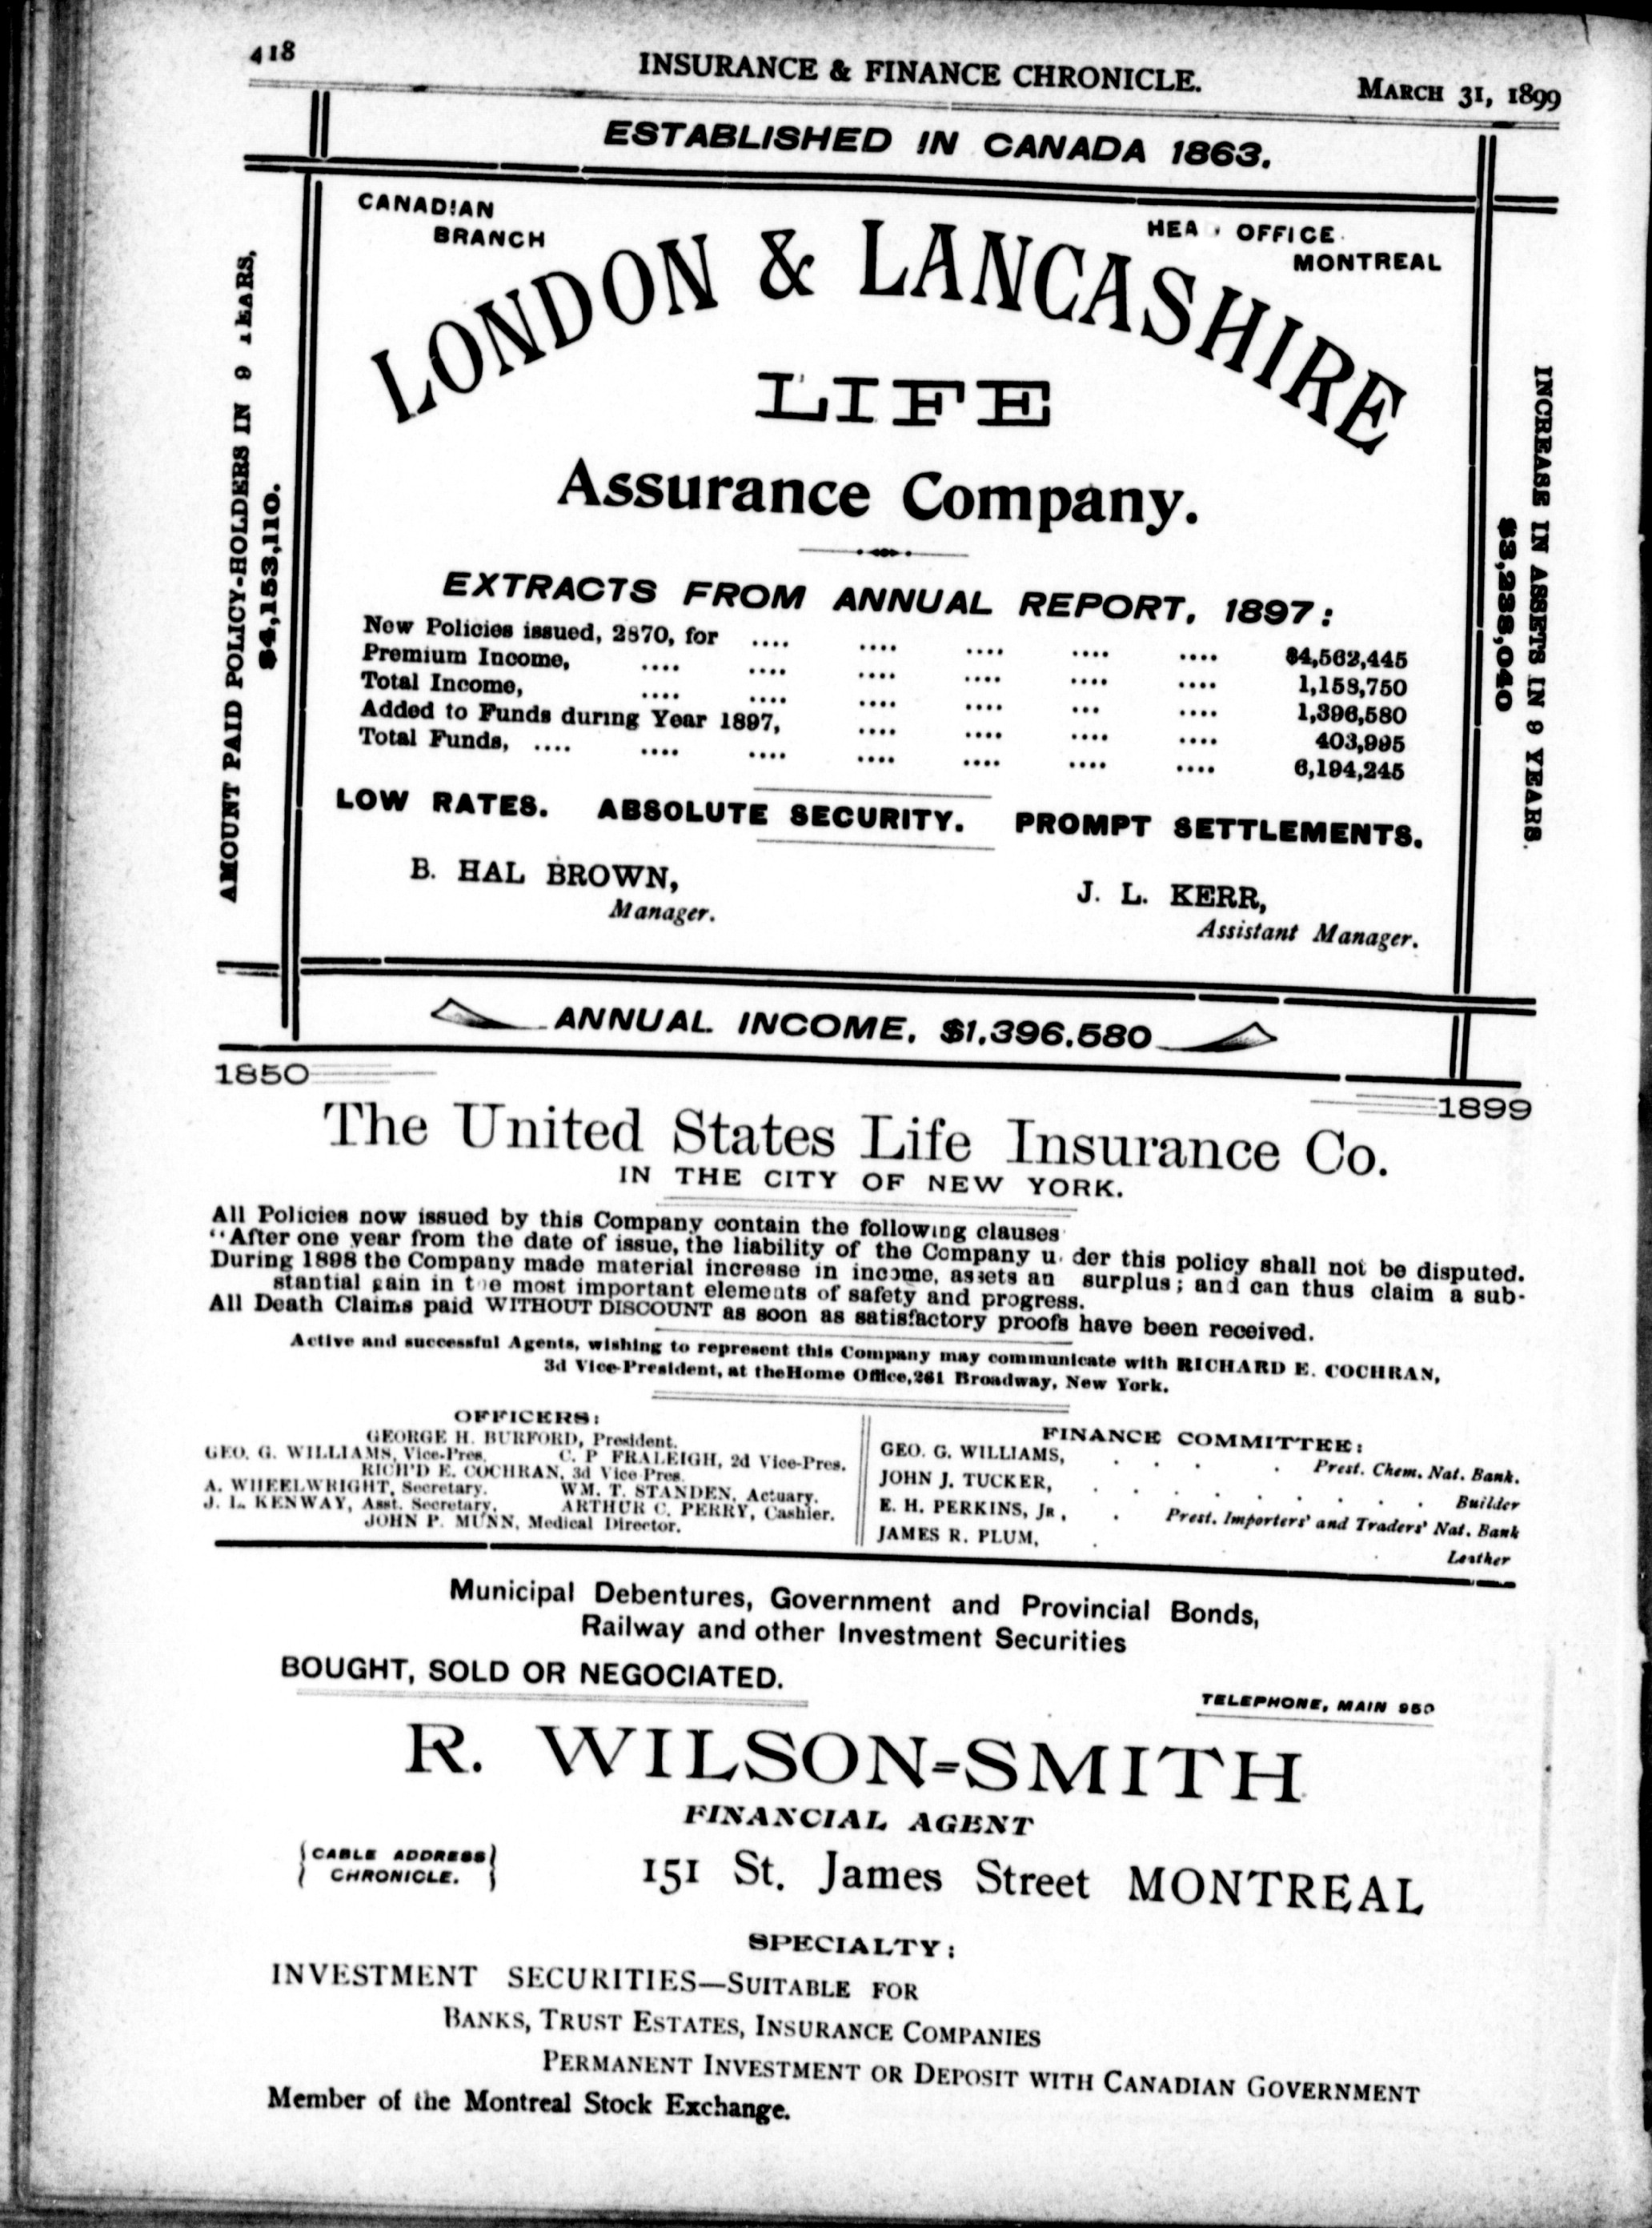 418
INSURANCE & FINANCE CHRONICLE.
MARCH 31, 1899
ESTABLISHED IN CANADA 1863.
CANADIAN
BRANCH
HEA OFFICE
MONTREAL
LONDON & LANCASHIRE
LIFE
Assurance Company.
AMOUNT PAID POLICY-HOLDERS IN 9 YEARS,
$4,153,110.
INCREASE IN ASSETS IN 9 YEARS.
$3,288,040
EXTRACTS FROM ANNUAL REPORT, 1897:
New Policies issued, 2870, for .... .... .... .... .... $4,562,445
Premium Income, .... .... .... .... .... .... 1,158,750
Total Income, .... .... .... .... ... .... 1,396,580
Added to Funds during Year 1897, .... .... .... .... 403,995
Total Funds, .... .... .... .... .... .... .... 6,194,245
LOW RATES. ABSOLUTE SECURITY. PROMPT SETTLEMENTS.
B. HAL BROWN,
Manager.
J. L. KERR,
Assistant Manager.
ANNUAL INCOME, $1,396.580
1850
1899
The United States Life Insurance Co.
IN THE CITY OF NEW YORK.
All Policies now issued by this Company contain the following clauses
"After one year from the date of issue, the liability of the Company u der this policy shall not be disputed.
During 1898 the Company made material increase in income, assets an surplus; and can thus claim a sub-
stantial gain in t e most important elements of safety and progress.
All Death Claims paid WITHOUT DISCOUNT as soon as satisfactory proofs have been received.
Active and successful Agents, wishing to represent this Company may communicate with RICHARD E. COCHRAN,
3d Vice-President, at the Home Office, 261 Broadway, New York.
OFFICERS:
GEORGE H. BURFORD, President.
GEO. G. WILLIAMS, Vice-Pres. C. P FRALEIGH, 2d Vice-Pres.
RICH'D E. COCHRAN, 3d Vice Pres.
A. WHEELWRIGHT, Secretary. WM. T. STANDEN, Actuary.
J. L. KENWAY, Asst. Secretary. ARTHUR C. PERRY, Cashier.
JOHN P. MUNN, Medical Director.
FINANCE COMMITTEE:
GEO. G. WILLIAMS, . . . . Prest. Chem. Nat. Bank.
JOHN J. TUCKER, . . . . . . . . . Builder
E. H. PERKINS, JR, . Prest. Importers' and Traders' Nat. Bank
JAMES R. PLUM, . . Leather
Municipal Debentures, Government and Provincial Bonds,
Railway and other Investment Securities
BOUGHT, SOLD OR NEGOCIATED.
TELEPHONE, MAIN 950
R. WILSON-SMITH
FINANCIAL AGENT
CABLE ADDRESS
CHRONICLE.
151 St. James Street MONTREAL
SPECIALTY:
INVESTMENT SECURITIES—SUITABLE FOR
BANKS, TRUST ESTATES, INSURANCE COMPANIES
PERMANENT INVESTMENT OR DEPOSIT WITH CANADIAN GOVERNMENT
Member of the Montreal Stock Exchange.